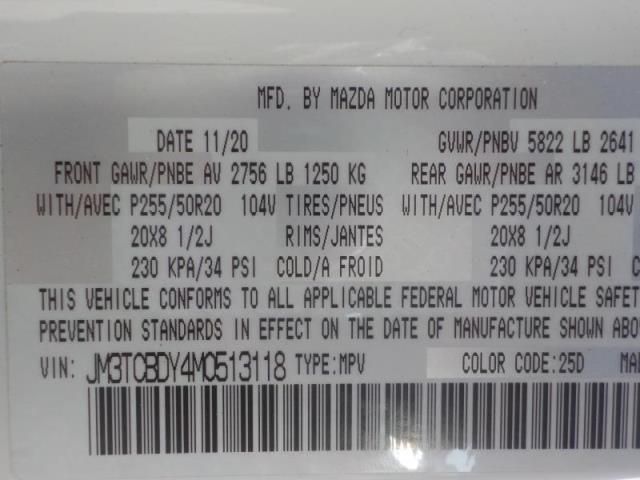 MFD. BY MAZDA MOTOR CORPORATION
DATE 11/20 GVWR/PNBV 5822 LB 2641
FRONT GAWR/PNBE AV 2756 LB 1250 KG REAR GAWR/PNBE AR 3146 LB
WITH/AVEC P255/50R20 104V TIRES/PNEUS WITH/AVEC P255/50R20 104V
20X8 1/2J RIMS/JANTES 20X8 1/2J
230 KPA/34 PSI COLD/A FROID 230 KPA/34 PSI
THIS VEHICLE CONFORMS TO ALL APPLICABLE FEDERAL MOTOR VEHICLE SAFET
PREVENTION STANDARDS IN EFFECT ON THE DATE OF MANUFACTURE SHOWN ABO
VIN: JM3TCBDY4M0513118 TYPE:MPV COLOR CODE:25D MA